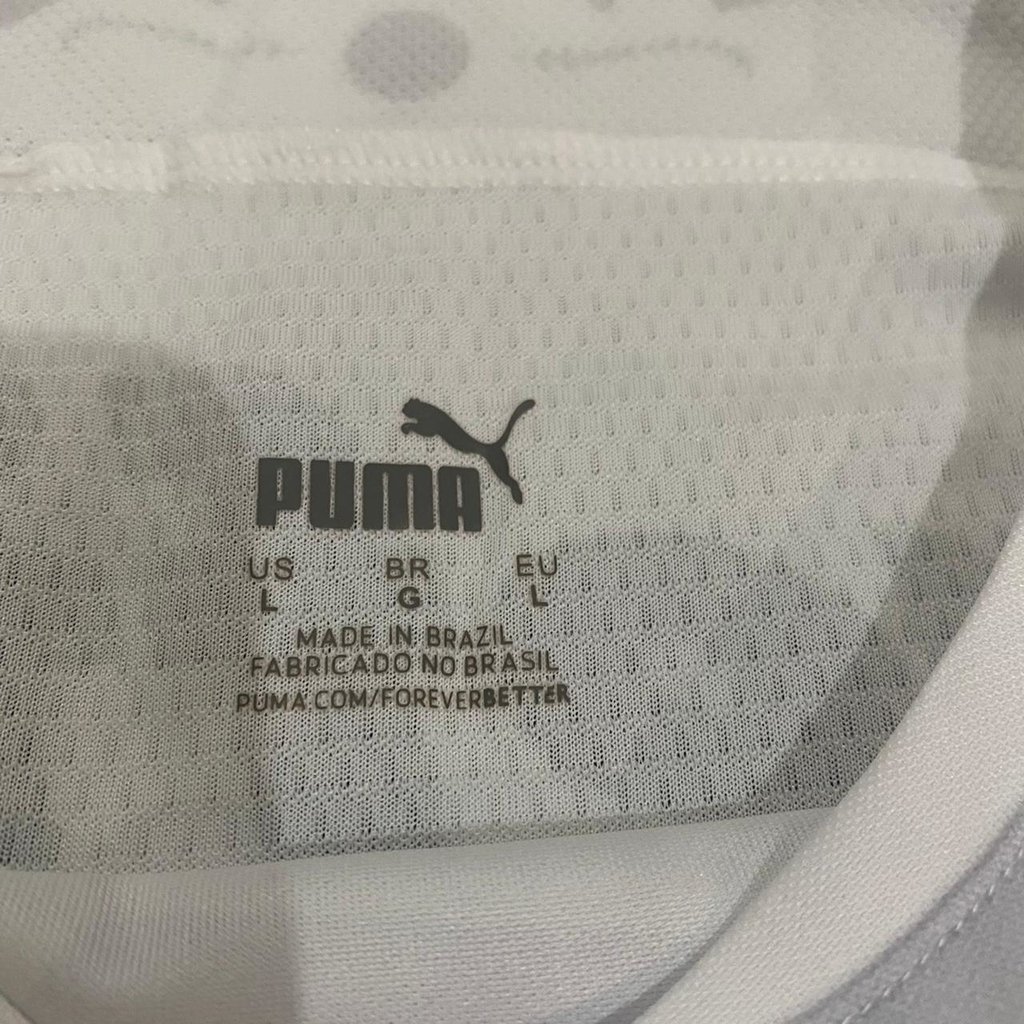 PUMA
US BR EU
L G L
MADE IN BRAZIL
FABRICADO NO BRASIL
PUMA.COM/FOREVERBETTER